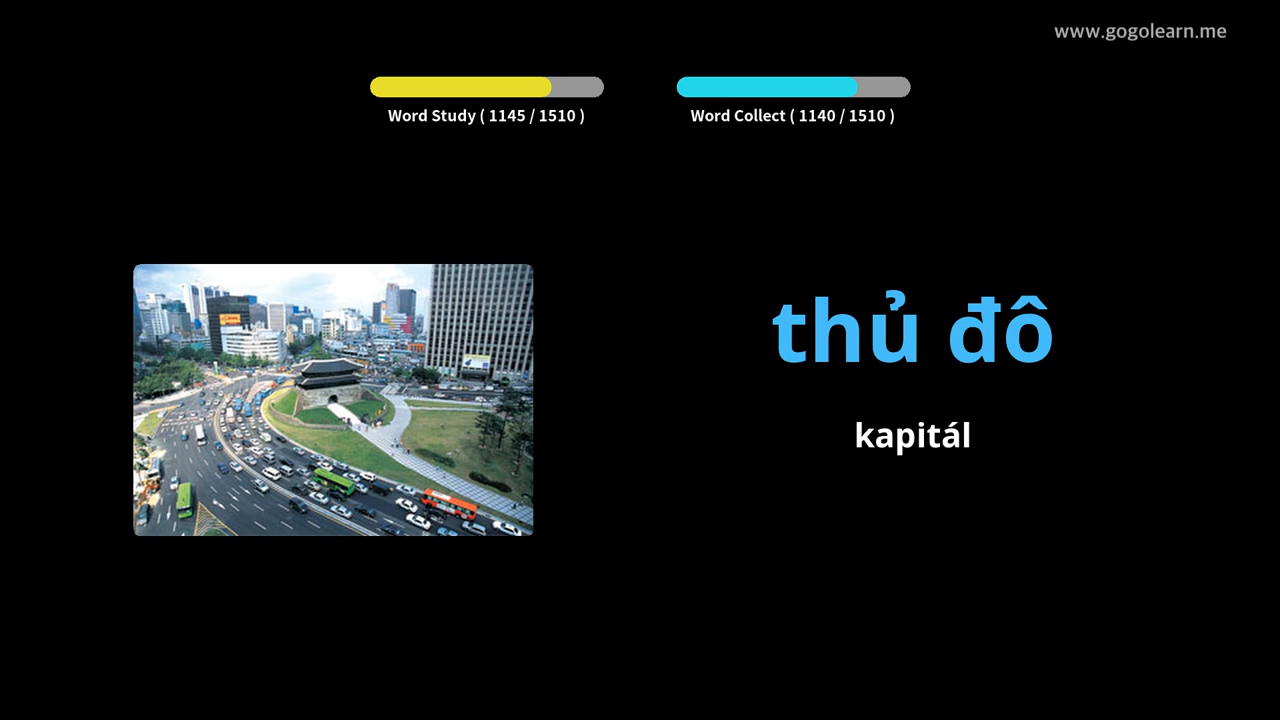 www.gogolearn.me
Word Study ( 1145 / 1510 )
Word Collect ( 1140 / 1510 )
thủ đô
kapitál